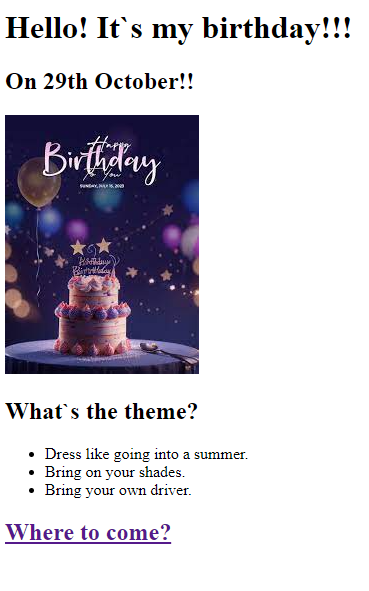 Hello! It`s my birthday!!!
On 29th October!!
Happy
Birthday
To You
SUNDAY, JULY 16, 2023
Birthday
Birthday
What`s the theme?
Dress like going into a summer.
Bring on your shades.
Bring your own driver.
Where to come?